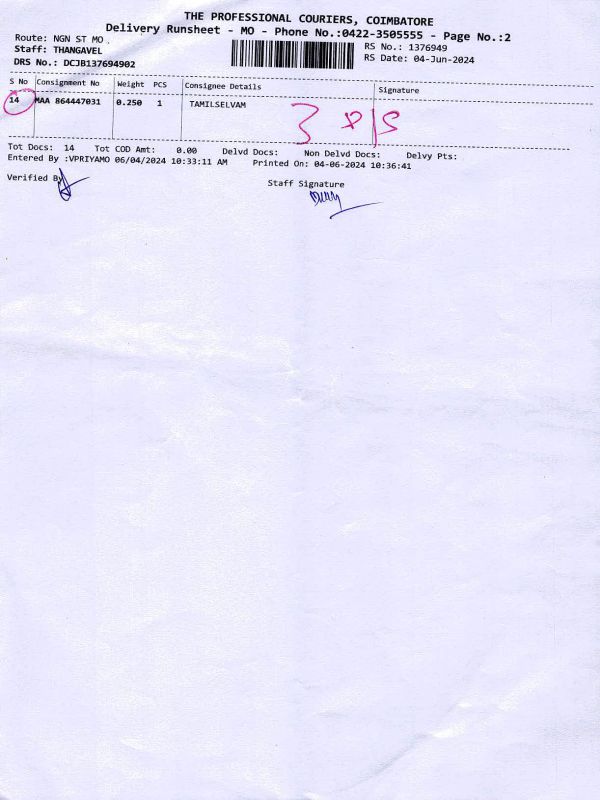 THE PROFESSIONAL COURIERS, COIMBATORE
Delivery Runsheet - MO - Phone No.:0422-3505555 - Page No.:2
Route: NGN ST MO
RS No.: 1376949
Staff: THANGAVEL
RS Date: 04-Jun-2024
DRS No.: DCJB137694902
S No Consignment No Weight PCS Consignee Details Signature
14 MAA 864447031 0.250 1 TAMILSELVAM
3 P/S
Tot Docs: 14 Tot COD Amt: 0.00 Delvd Docs: Non Delvd Docs: Delvy Pts:
Entered By :VPRIYAMO 06/04/2024 10:33:11 AM Printed On: 04-06-2024 10:36:41
Verified By
Staff Signature